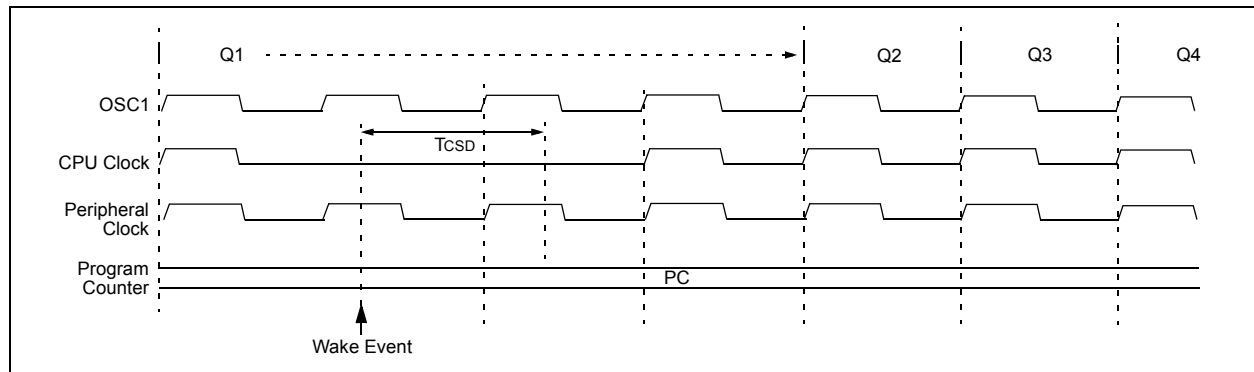 Q1
Q2
Q3
Q4
OSC1
TCSD
CPU Clock
Peripheral
Clock
Program
Counter
PC
Wake Event